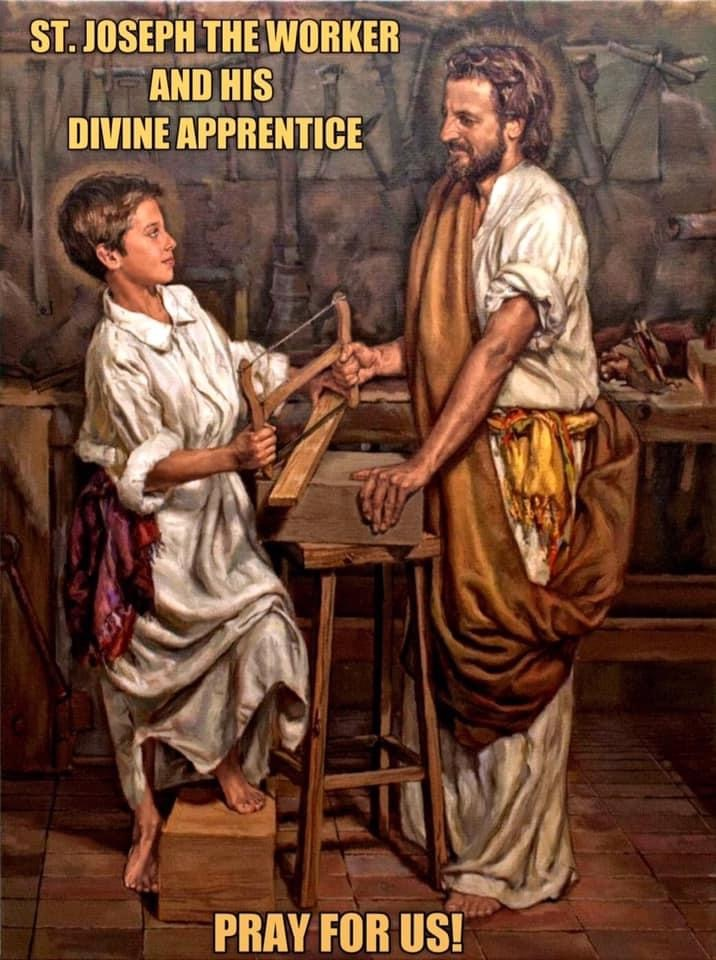 ST. JOSEPH THE WORKER
AND HIS
DIVINE APPRENTICE
PRAY FOR US!